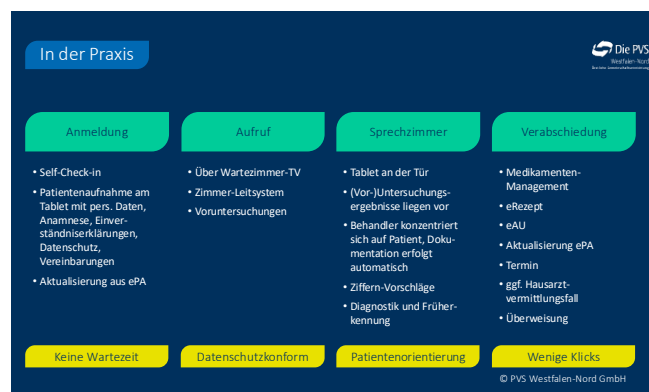 In der Praxis
Die PVS
Westfalen-Nord
Anmeldung
• Self-Check-in
• Patientenaufnahme am
Tablet mit pers. Daten,
Anamnese, Einver-
ständniserklärungen,
Datenschutz,
Vereinbarungen
• Aktualisierung aus ePA
Keine Wartezeit
Aufruf
• Über Wartezimmer-TV
• Zimmer-Leitsystem
• Voruntersuchungen
Datenschutzkonform
Sprechzimmer
• Tablet an der Tür
• (Vor-)Untersuchungs-
ergebnisse liegen vor
• Behandler konzentriert
sich auf Patient, Doku-
mentation erfolgt
automatisch
• Ziffern-Vorschläge
• Diagnostik und Früher-
kennung
Patientenorientierung
Verabschiedung
• Medikamenten-
Management
• eRezept
• eAU
• Aktualisierung ePA
• Termin
• ggf. Hausarzt-
vermittlungsfall
• Überweisung
Wenige Klicks
© PVS Westfalen-Nord GmbH